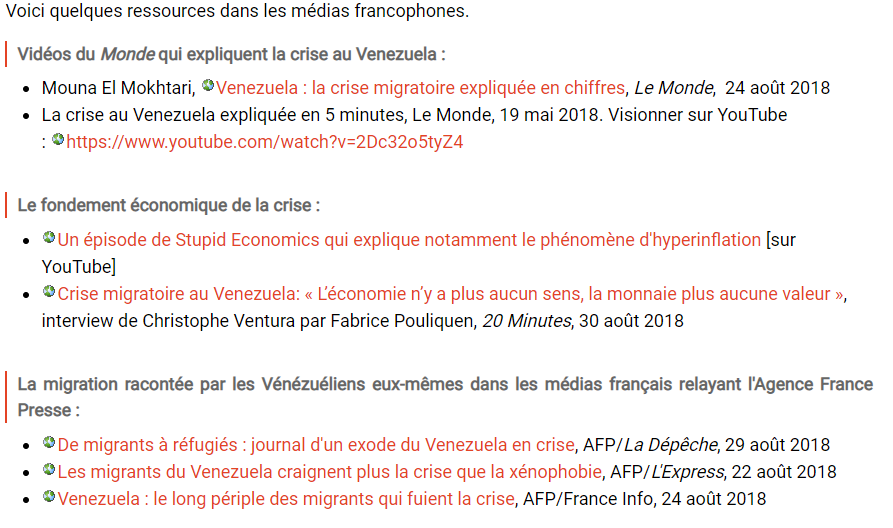 Voici quelques ressources dans les médias francophones.
Vidéos du Monde qui expliquent la crise au Venezuela :
Mouna El Mokhtari, Venezuela : la crise migratoire expliquée en chiffres, Le Monde, 24 août 2018
La crise au Venezuela expliquée en 5 minutes, Le Monde, 19 mai 2018. Visionner sur YouTube
: https://www.youtube.com/watch?v=2Dc32o5tyZ4
Le fondement économique de la crise :
Un épisode de Stupid Economics qui explique notamment le phénomène d'hyperinflation [sur
YouTube]
Crise migratoire au Venezuela: « L’économie n’y a plus aucun sens, la monnaie plus aucune valeur »,
interview de Christophe Ventura par Fabrice Pouliquen, 20 Minutes, 30 août 2018
La migration racontée par les Vénézuéliens eux-mêmes dans les médias français relayant l'Agence France
Presse :
De migrants à réfugiés : journal d'un exode du Venezuela en crise, AFP/La Dépêche, 29 août 2018
Les migrants du Venezuela craignent plus la crise que la xénophobie, AFP/L'Express, 22 août 2018
Venezuela : le long périple des migrants qui fuient la crise, AFP/France Info, 24 août 2018